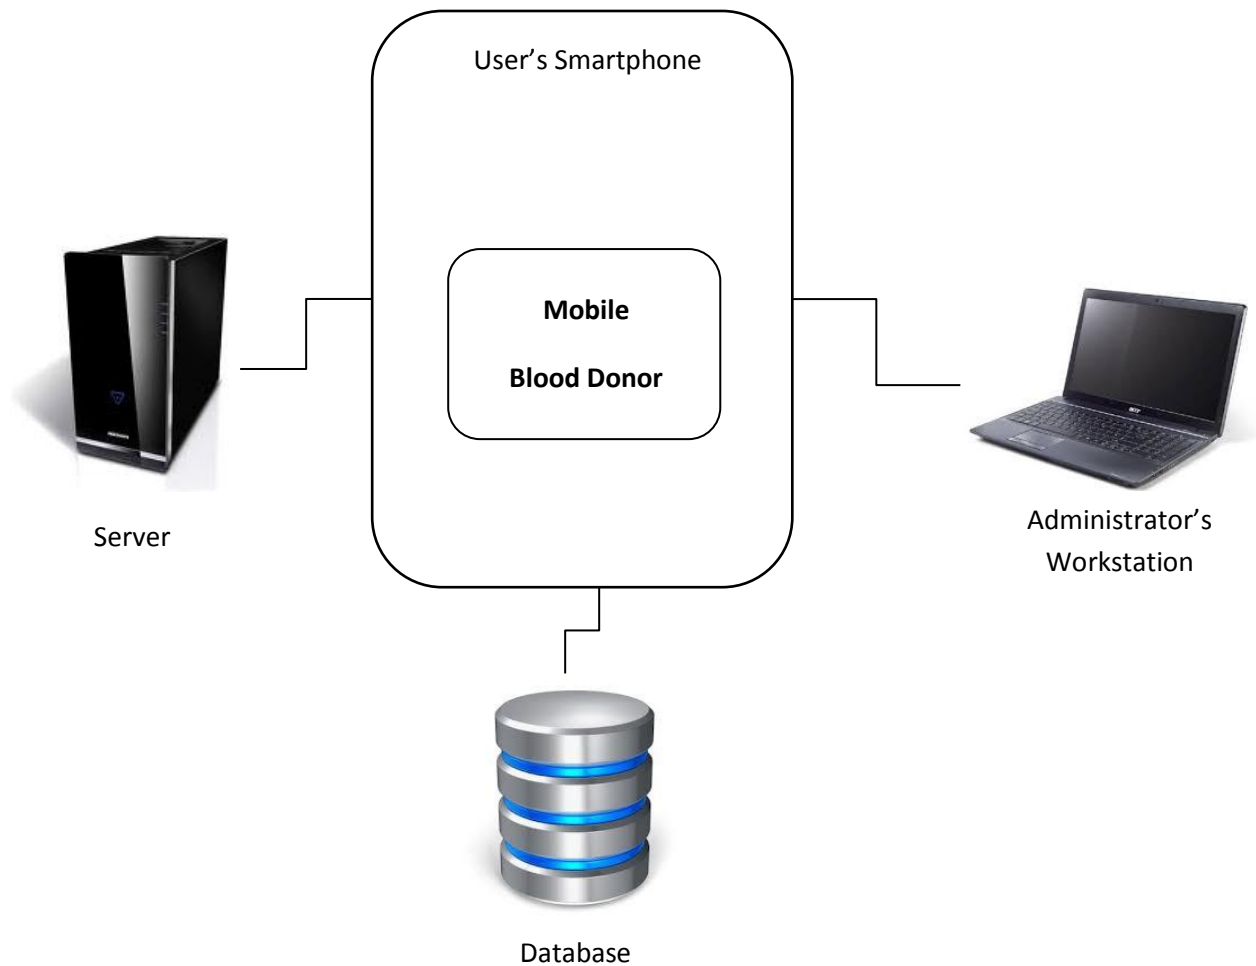 User’s Smartphone
Mobile
Blood Donor
Server
Administrator’s
Workstation
Database